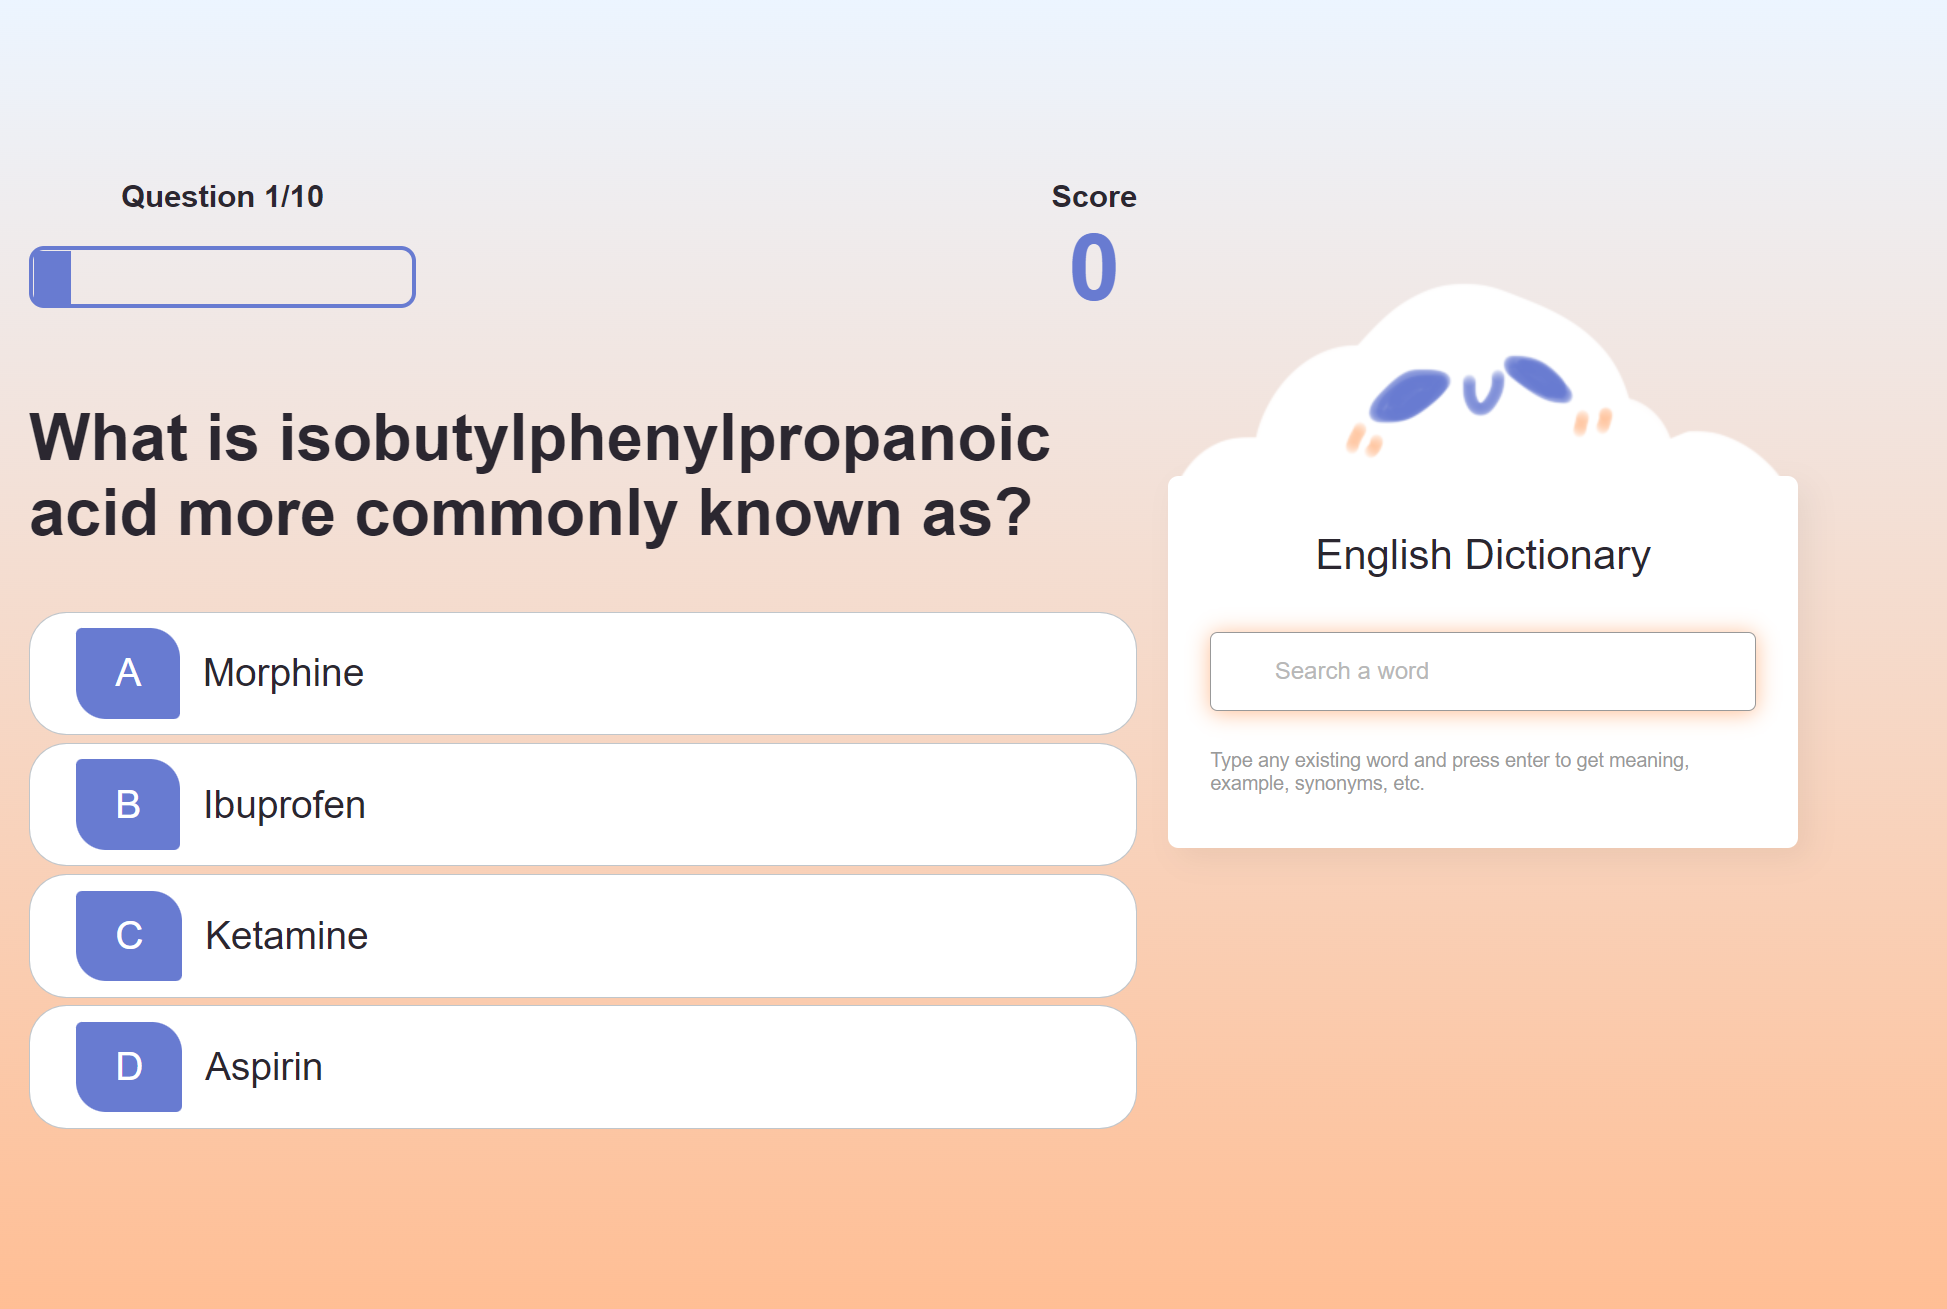 Question 1/10
Score
0
What is isobutylphenylpropanoic
acid more commonly known as?
A Morphine
B Ibuprofen
C Ketamine
D Aspirin
English Dictionary
Search a word
Type any existing word and press enter to get meaning,
example, synonyms, etc.